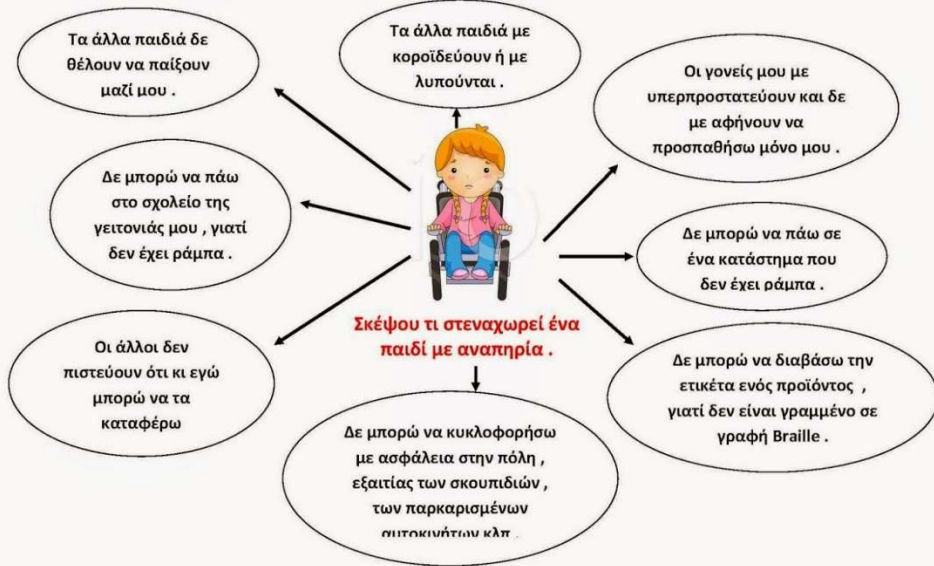 Τα άλλα παιδιά δε
θέλουν να παίξουν
μαζί μου .
Τα άλλα παιδιά με
κοροϊδεύουν ή με
λυπούνται .
Οι γονείς μου με
υπερπροστατεύουν και δε
με αφήνουν να
προσπαθήσω μόνο μου .
Δε μπορώ να πάω
στο σχολείο της
γειτονιάς μου , γιατί
δεν έχει ράμπα .
Δε μπορώ να πάω σε
ένα κατάστημα που
δεν έχει ράμπα .
Σκέψου τι στεναχωρεί ένα
παιδί με αναπηρία .
Οι άλλοι δεν
πιστεύουν ότι κι εγώ
μπορώ να τα
καταφέρω
Δε μπορώ να διαβάσω την
ετικέτα ενός προϊόντος ,
γιατί δεν είναι γραμμένο σε
γραφή Braille .
Δε μπορώ να κυκλοφορήσω
με ασφάλεια στην πόλη ,
εξαιτίας των σκουπιδιών ,
των παρκαρισμένων
αυτοκινήτων κλπ .